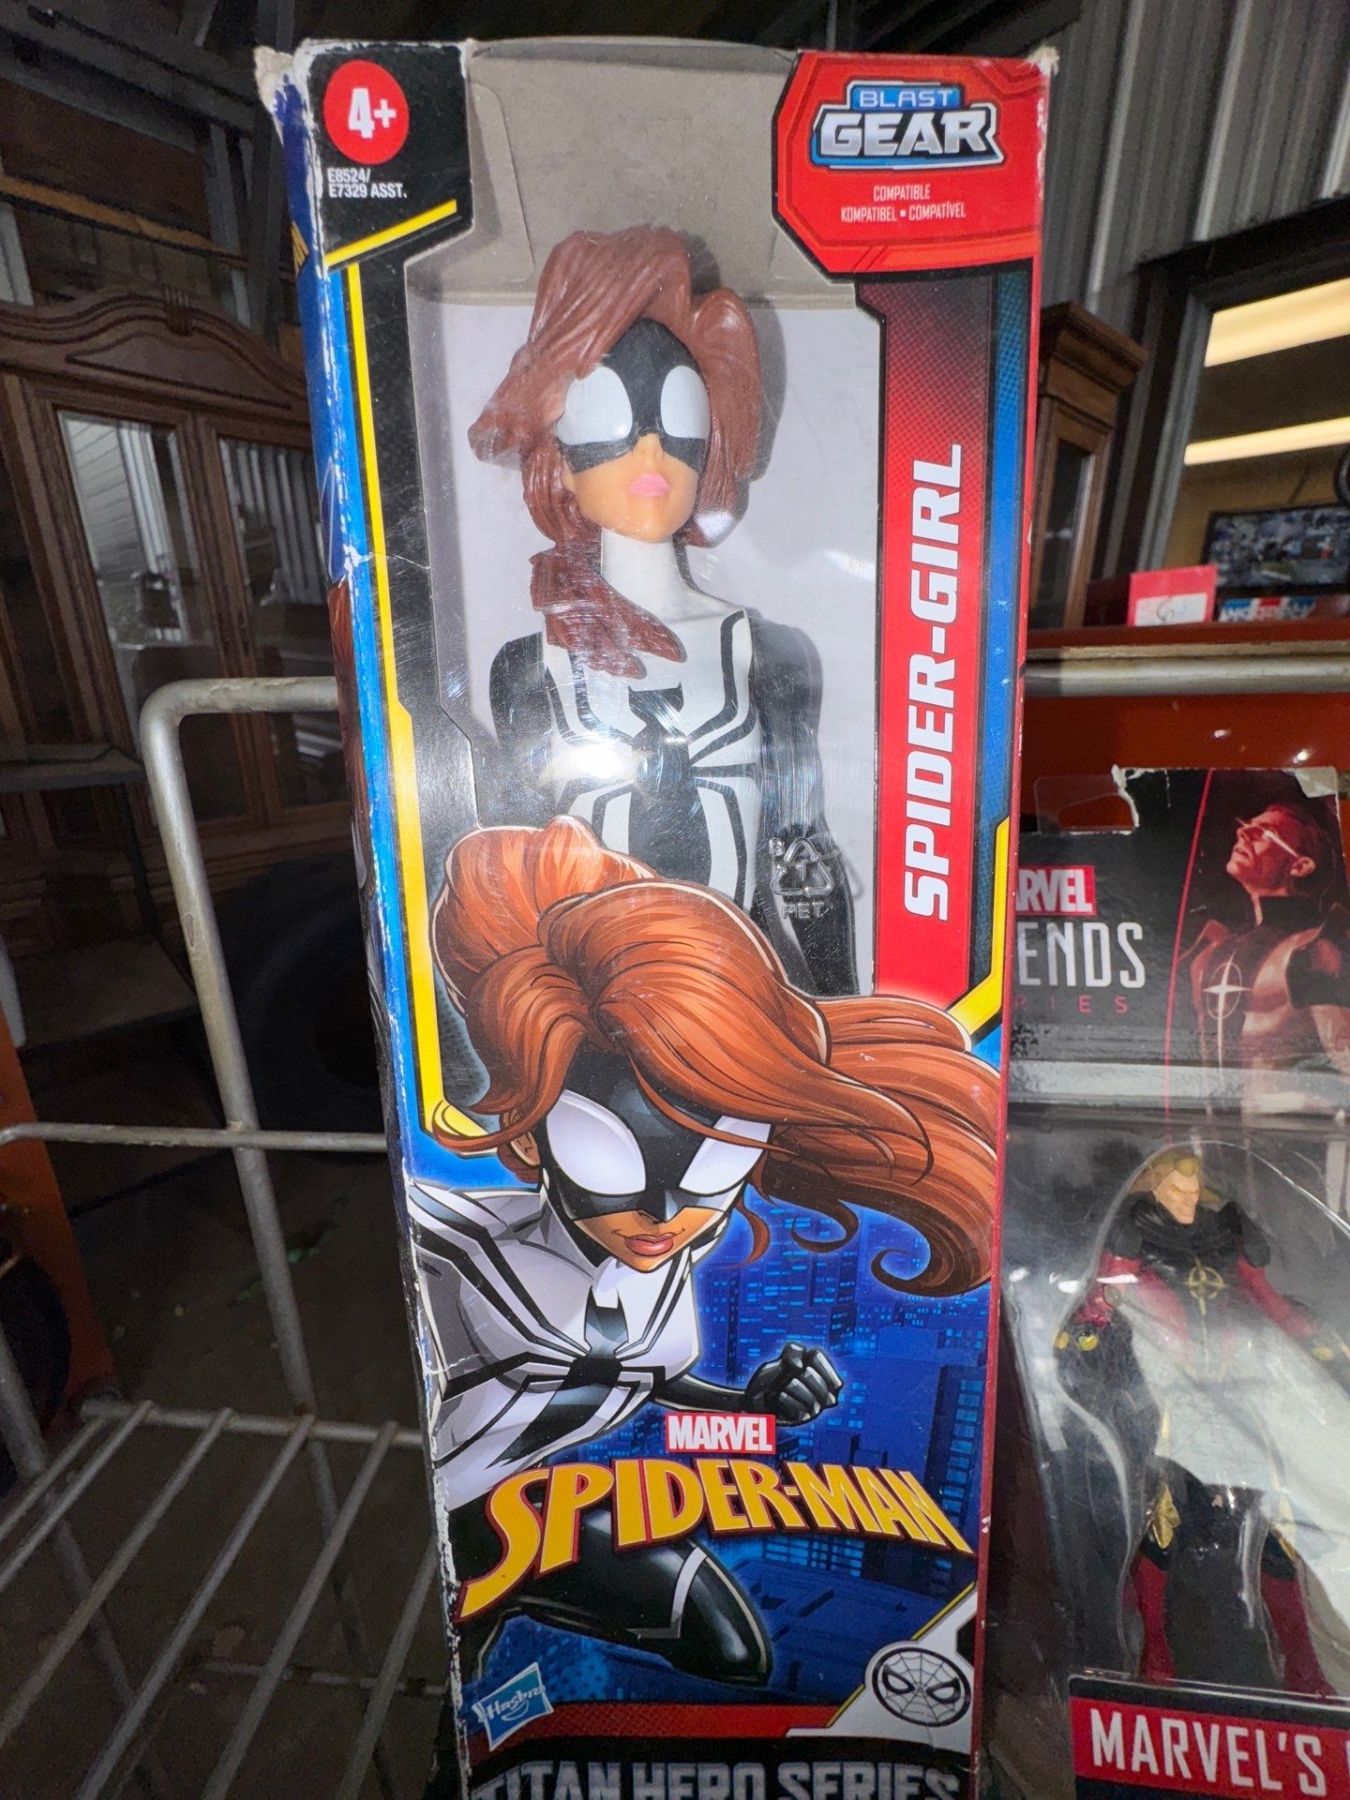 4+
E8524/
E7329 ASST.
BLAST
GEAR
COMPATIBLE
KOMPATIBEL • COMPATÍVEL
SPIDER-GIRL
PET
MARVEL
SPIDER-MAN
Hasbro
TITAN HERO SERIES
RVEL
ENDS
RIES
MARVEL'S